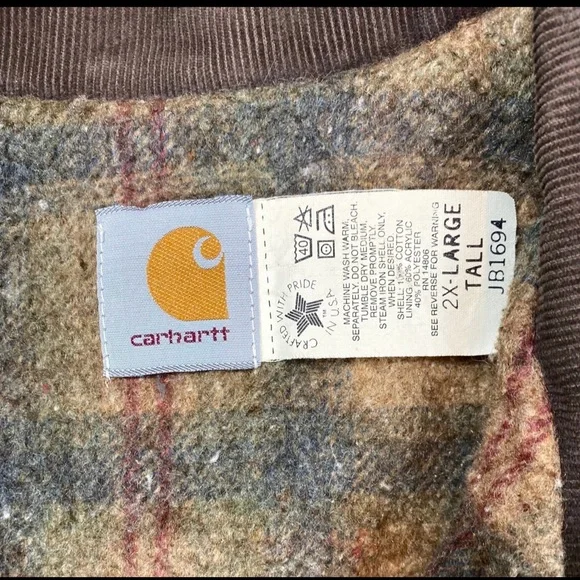 carhartt
40
CRAFTED WITH PRIDE
IN U.S.A.
MACHINE WASH WARM,
SEPARATELY. DO NOT BLEACH.
TUMBLE DRY MEDIUM.
REMOVE PROMPTLY.
STEAM IRON SHELL ONLY,
WHEN DESIRED
SHELL: 100% COTTON
LINING: 60% ACRYLIC
40% POLYESTER
RN 14806
SEE REVERSE FOR WARNING
2X-LARGE
TALL
JB1694